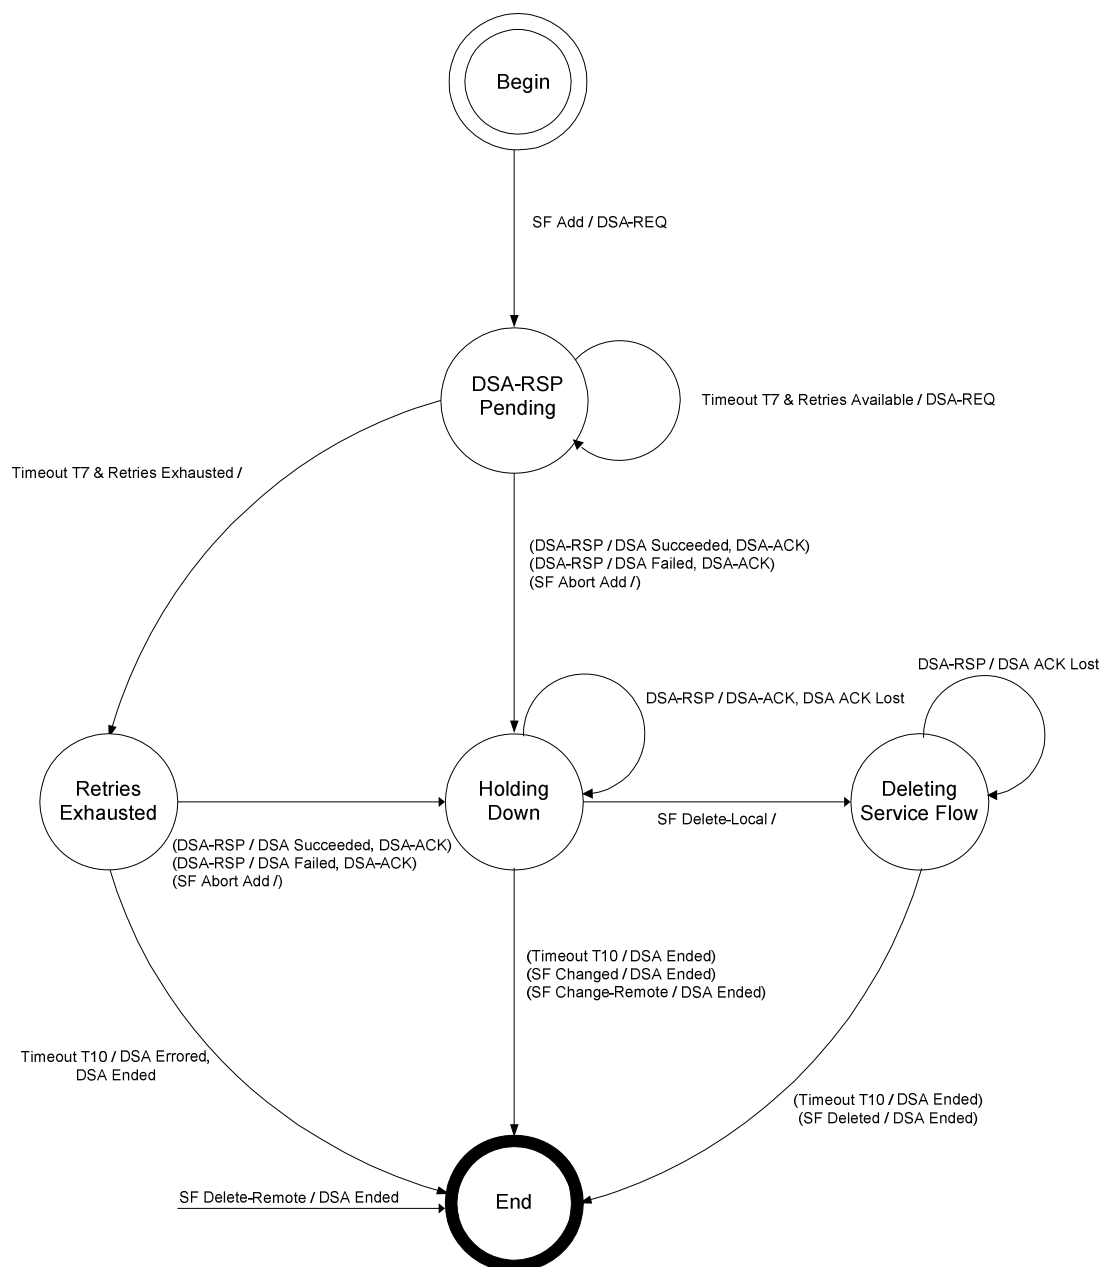 Begin
SF Add / DSA-REQ
DSA-RSP
Pending
Timeout T7 & Retries Available / DSA-REQ
Timeout T7 & Retries Exhausted /
(DSA-RSP / DSA Succeeded, DSA-ACK)
(DSA-RSP / DSA Failed, DSA-ACK)
(SF Abort Add /)
DSA-RSP / DSA ACK Lost
DSA-RSP / DSA-ACK, DSA ACK Lost
Retries
Exhausted
Holding
Down
Deleting
Service Flow
SF Delete-Local /
(DSA-RSP / DSA Succeeded, DSA-ACK)
(DSA-RSP / DSA Failed, DSA-ACK)
(SF Abort Add /)
(Timeout T10 / DSA Ended)
(SF Changed / DSA Ended)
(SF Change-Remote / DSA Ended)
Timeout T10 / DSA Errored,
DSA Ended
(Timeout T10 / DSA Ended)
(SF Deleted / DSA Ended)
SF Delete-Remote / DSA Ended
End